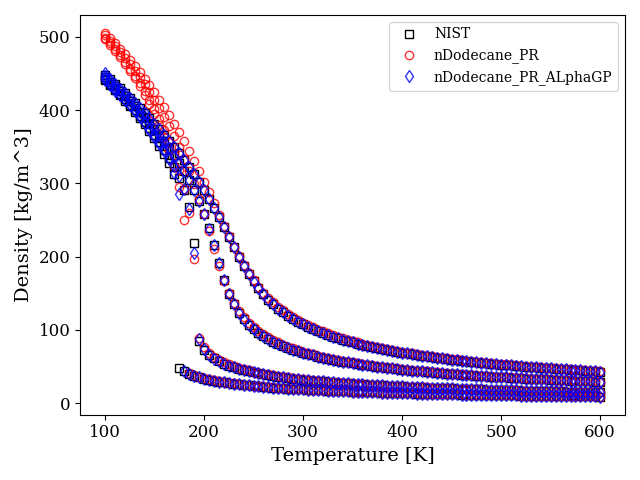 NIST
nDodecane_PR
nDodecane_PR_ALphaGP
Density [kg/m^3]
500
400
300
200
100
0
100 200 300 400 500 600
Temperature [K]